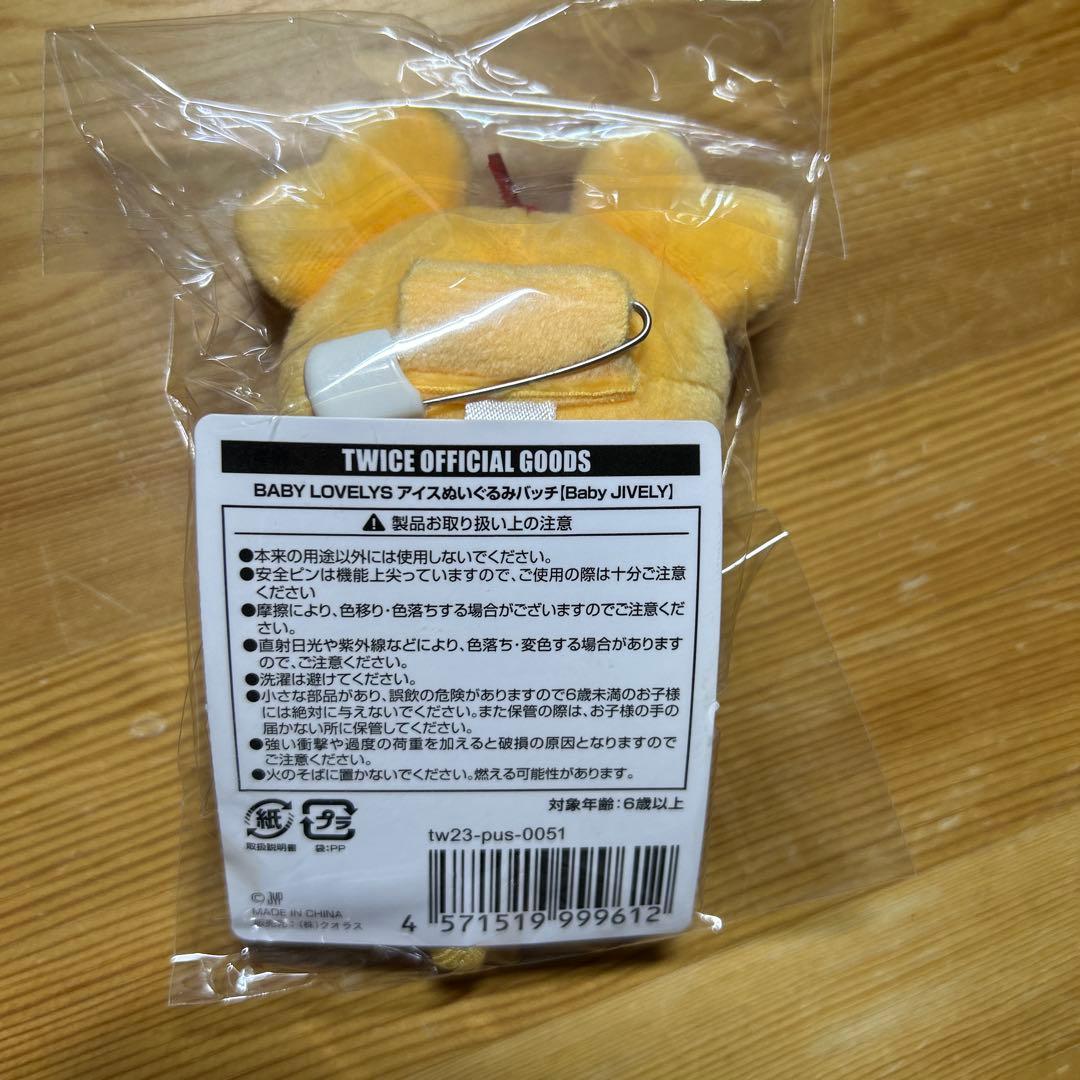 TWICE OFFICIAL GOODS
BABY LOVELYS アイスぬいぐるみバッチ【Baby JIVELY】
製品お取り扱い上の注意
●本来の用途以外には使用しないでください。
●安全ピンは機能上尖っていますので、ご使用の際は十分ご注意
ください
●摩擦により、色移り・色落ちする場合がございますのでご注意くだ
さい。
●直射日光や紫外線などにより、色落ち・変色する場合があります
ので、ご注意ください。
●洗濯は避けてください。
●小さな部品があり、誤飲の危険がありますので6歳未満のお子様
には絶対に与えないでください。また保管の際は、お子様の手の
届かない所に保管してください。
●強い衝撃や過度の荷重を加えると破損の原因となりますので
ご注意ください。
●火のそばに置かないでください。燃える可能性があります。
対象年齢:6歳以上
紙
プラ
取扱説明書
袋:PP
tw23-pus-0051
© JYP
MADE IN CHINA
販売元:(株)クオラス
4 571519 999612